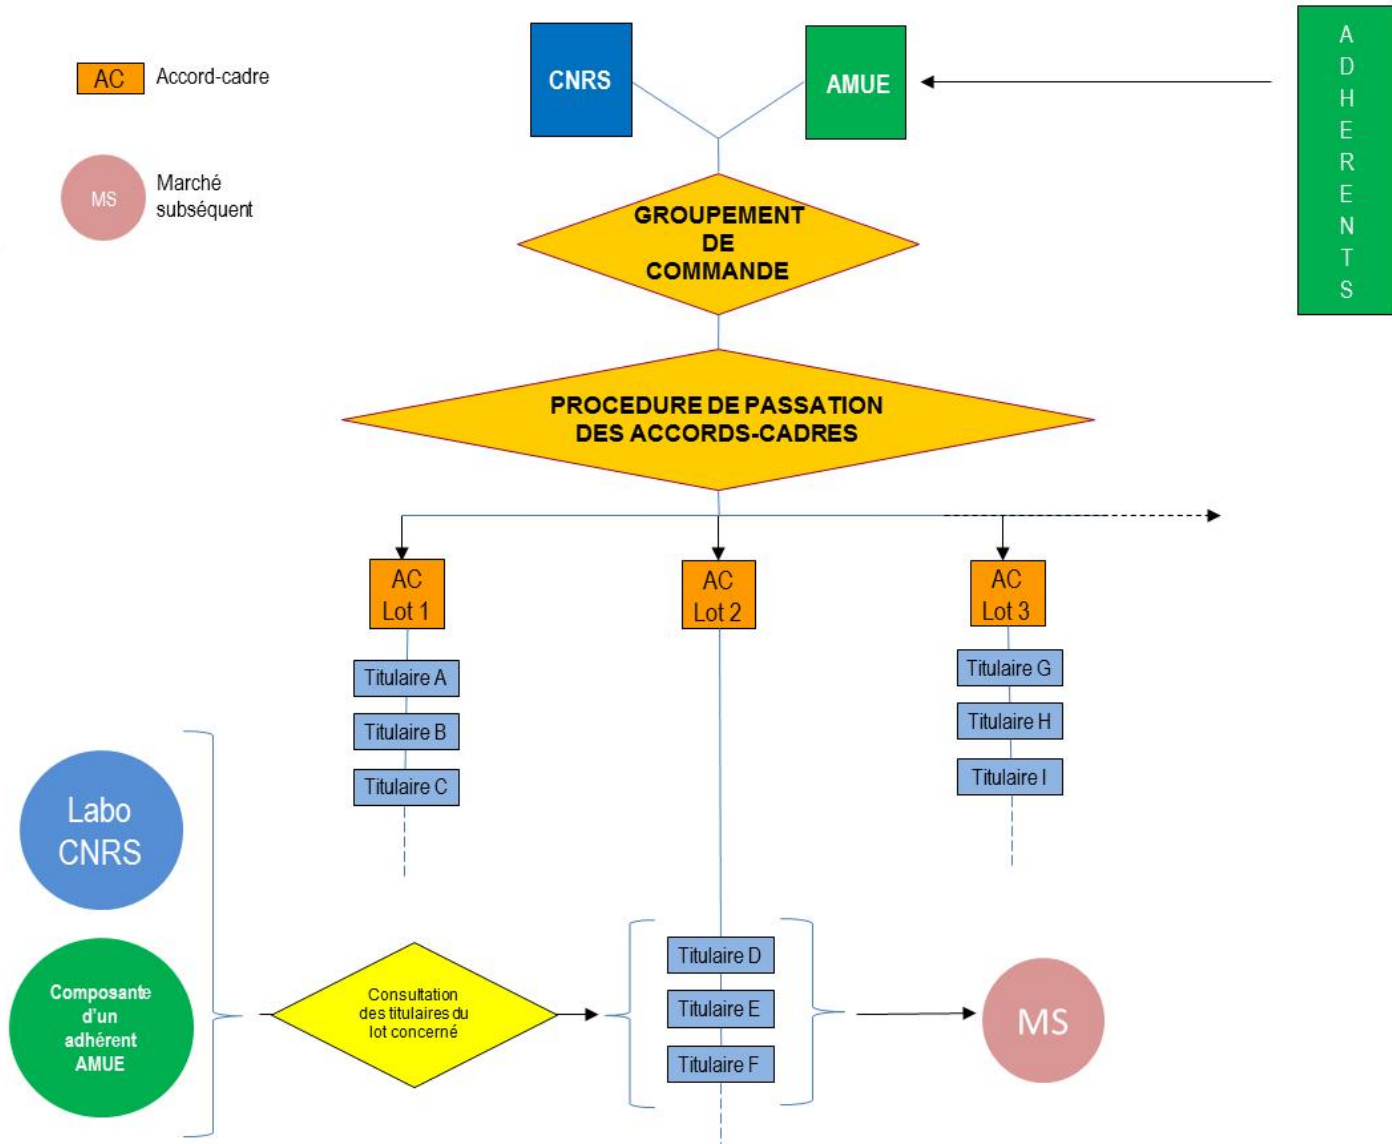 AC
Accord-cadre
MS
Marché
subséquent
CNRS
AMUE
A
D
H
E
R
E
N
T
S
GROUPEMENT
DE
COMMANDE
PROCEDURE DE PASSATION
DES ACCORDS-CADRES
AC
Lot 1
AC
Lot 2
AC
Lot 3
Titulaire A
Titulaire B
Titulaire C
Titulaire G
Titulaire H
Titulaire I
Labo
CNRS
Composante
d'un
adhérent
AMUE
Consultation
des titulaires du
lot concerné
Titulaire D
Titulaire E
Titulaire F
MS